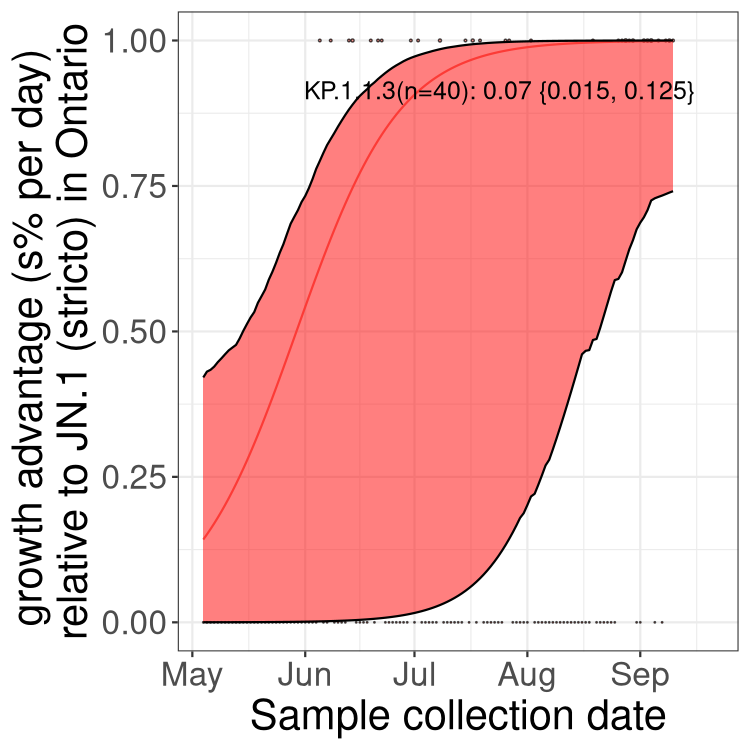 growth advantage (s% per day)
relative to JN.1 (stricto) in Ontario
1.00
0.75
0.50
0.25
0.00
KP.1.1.3(n=40): 0.07 {0.015, 0.125}
May Jun Jul Aug Sep
Sample collection date